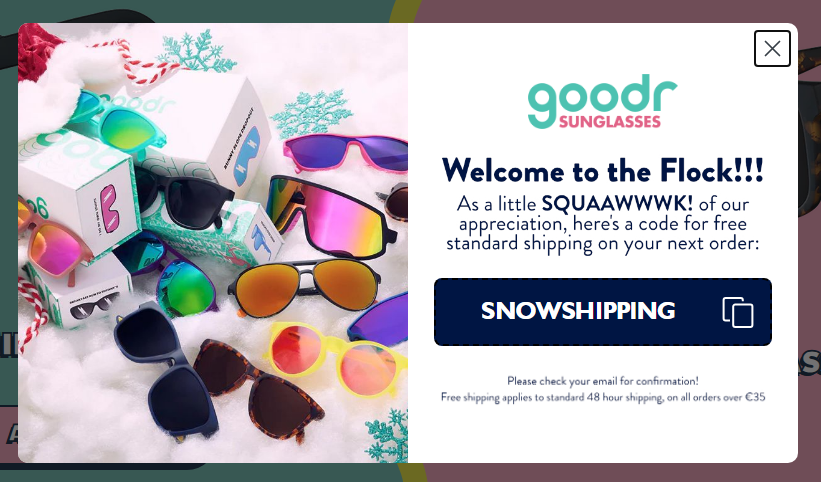 goodr
SUNGLASSES
Welcome to the Flock!!!
As a little SQUAAWWWK! of our
appreciation, here's a code for free
standard shipping on your next order:
SNOWSHIPPING
Please check your email for confirmation!
Free shipping applies to standard 48 hour shipping, on all orders over €35
goodr